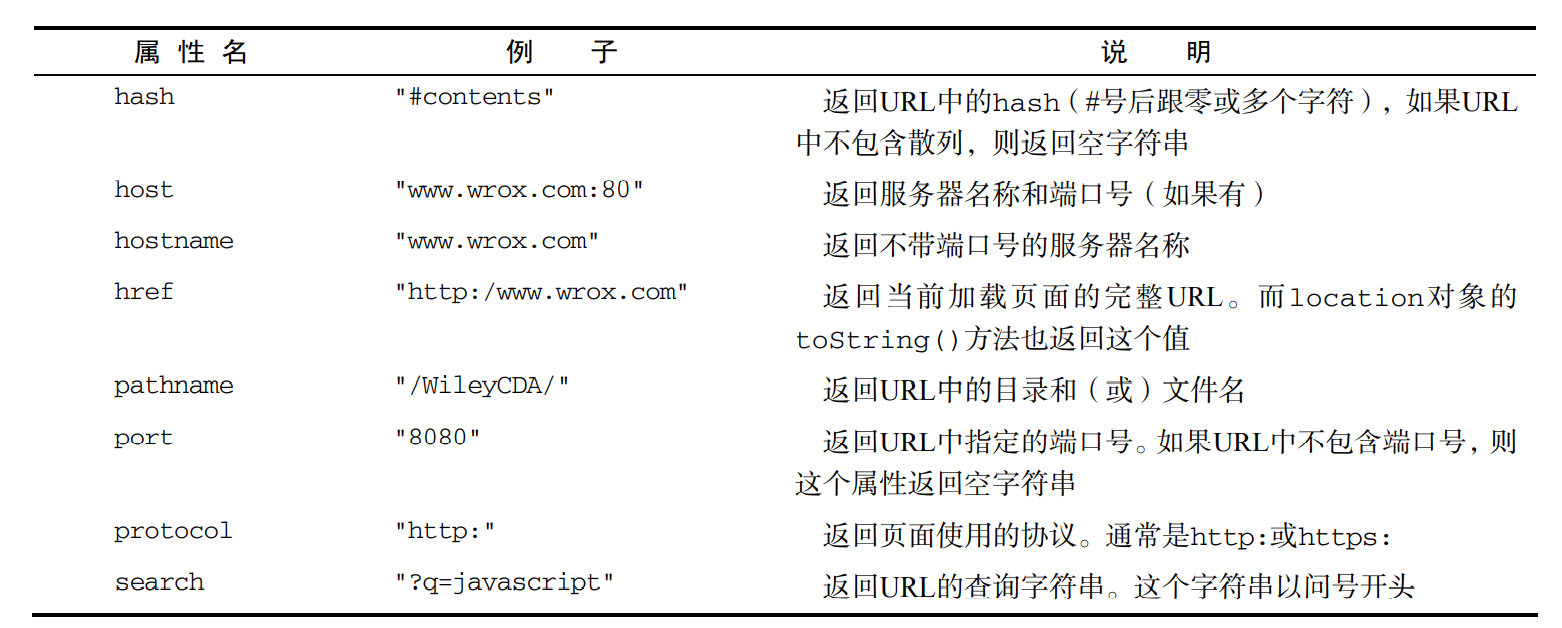 属 性 名 例 子 说 明
hash "#contents" 返回URL中的hash（#号后跟零或多个字符），如果URL
中不包含散列，则返回空字符串
host "www.wrox.com:80" 返回服务器名称和端口号（如果有）
hostname "www.wrox.com" 返回不带端口号的服务器名称
href "http:/www.wrox.com" 返回当前加载页面的完整URL。而location对象的
toString()方法也返回这个值
pathname "/WileyCDA/" 返回URL中的目录和（或）文件名
port "8080" 返回URL中指定的端口号。如果URL中不包含端口号，则
这个属性返回空字符串
protocol "http:" 返回页面使用的协议。通常是http:或https:
search "?q=javascript" 返回URL的查询字符串。这个字符串以问号开头